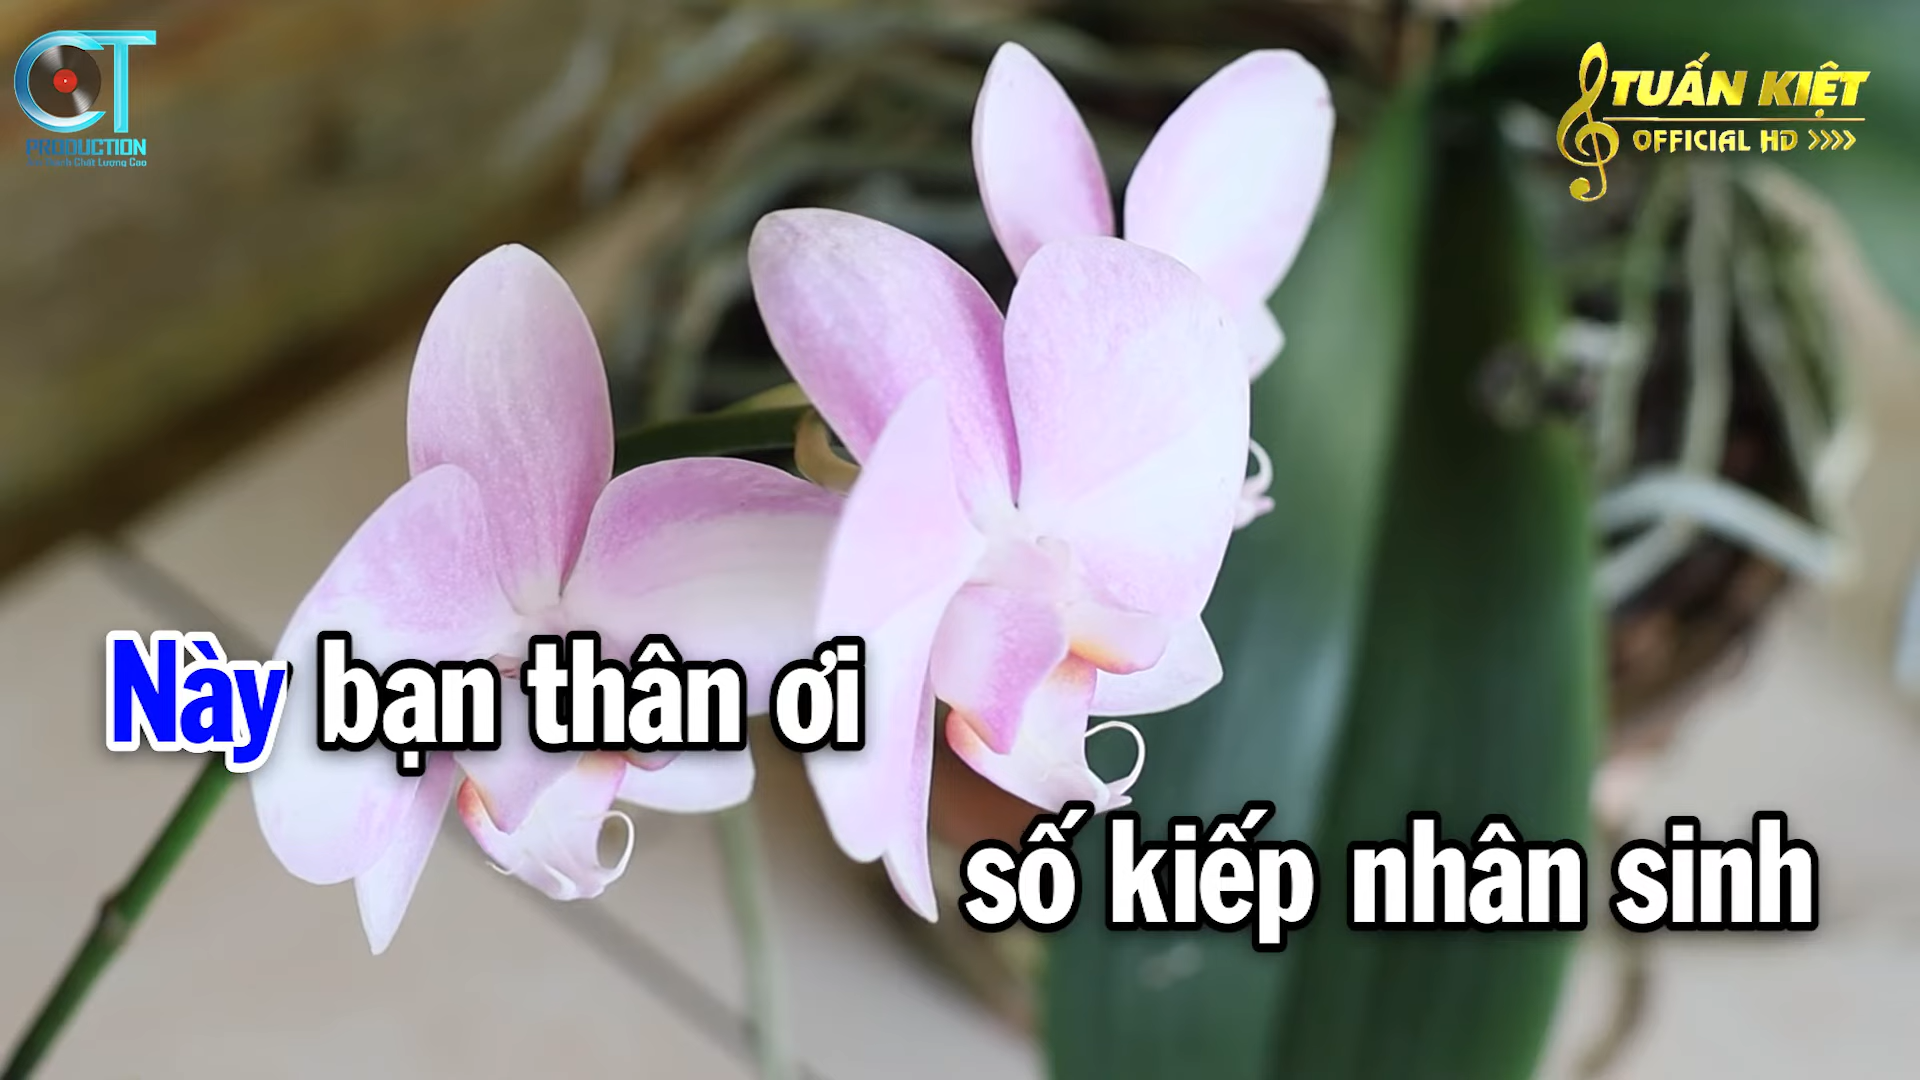 CT
PRODUCTION
TUẤN KIỆT
OFFICIAL HD >>>>
Này bạn thân ơi
số kiếp nhân sinh